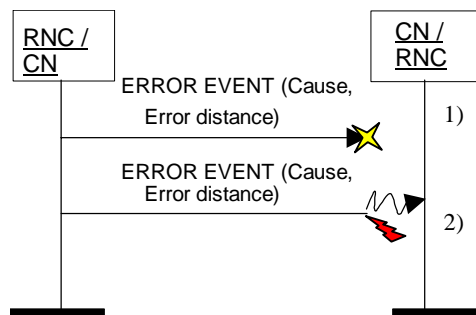 RNC /
CN
CN /
RNC
ERROR EVENT (Cause,
Error distance)
1)
ERROR EVENT (Cause,
Error distance)
2)